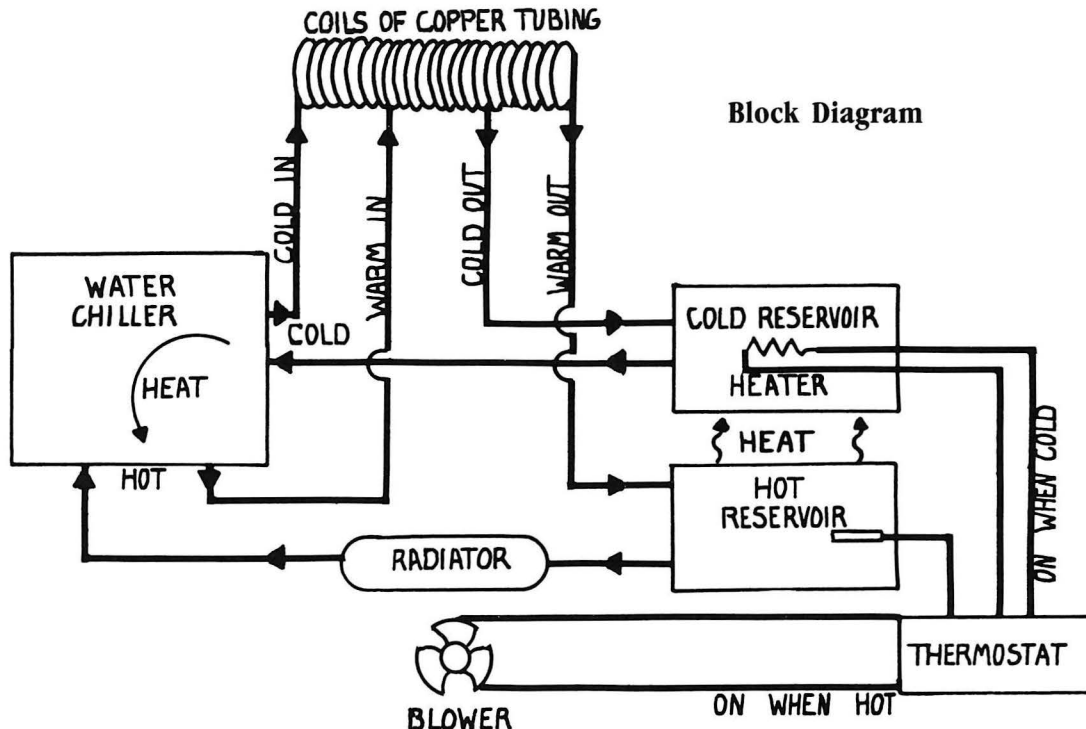 COILS OF COPPER TUBING
Block Diagram
COLD IN
WARM IN
COLD OUT
WARM OUT
WATER
CHILLER
HEAT
COLD
HOT
COLD RESERVOIR
HEATER
HEAT
HOT
RESERVOIR
ON WHEN COLD
RADIATOR
THERMOSTAT
BLOWER
ON WHEN HOT